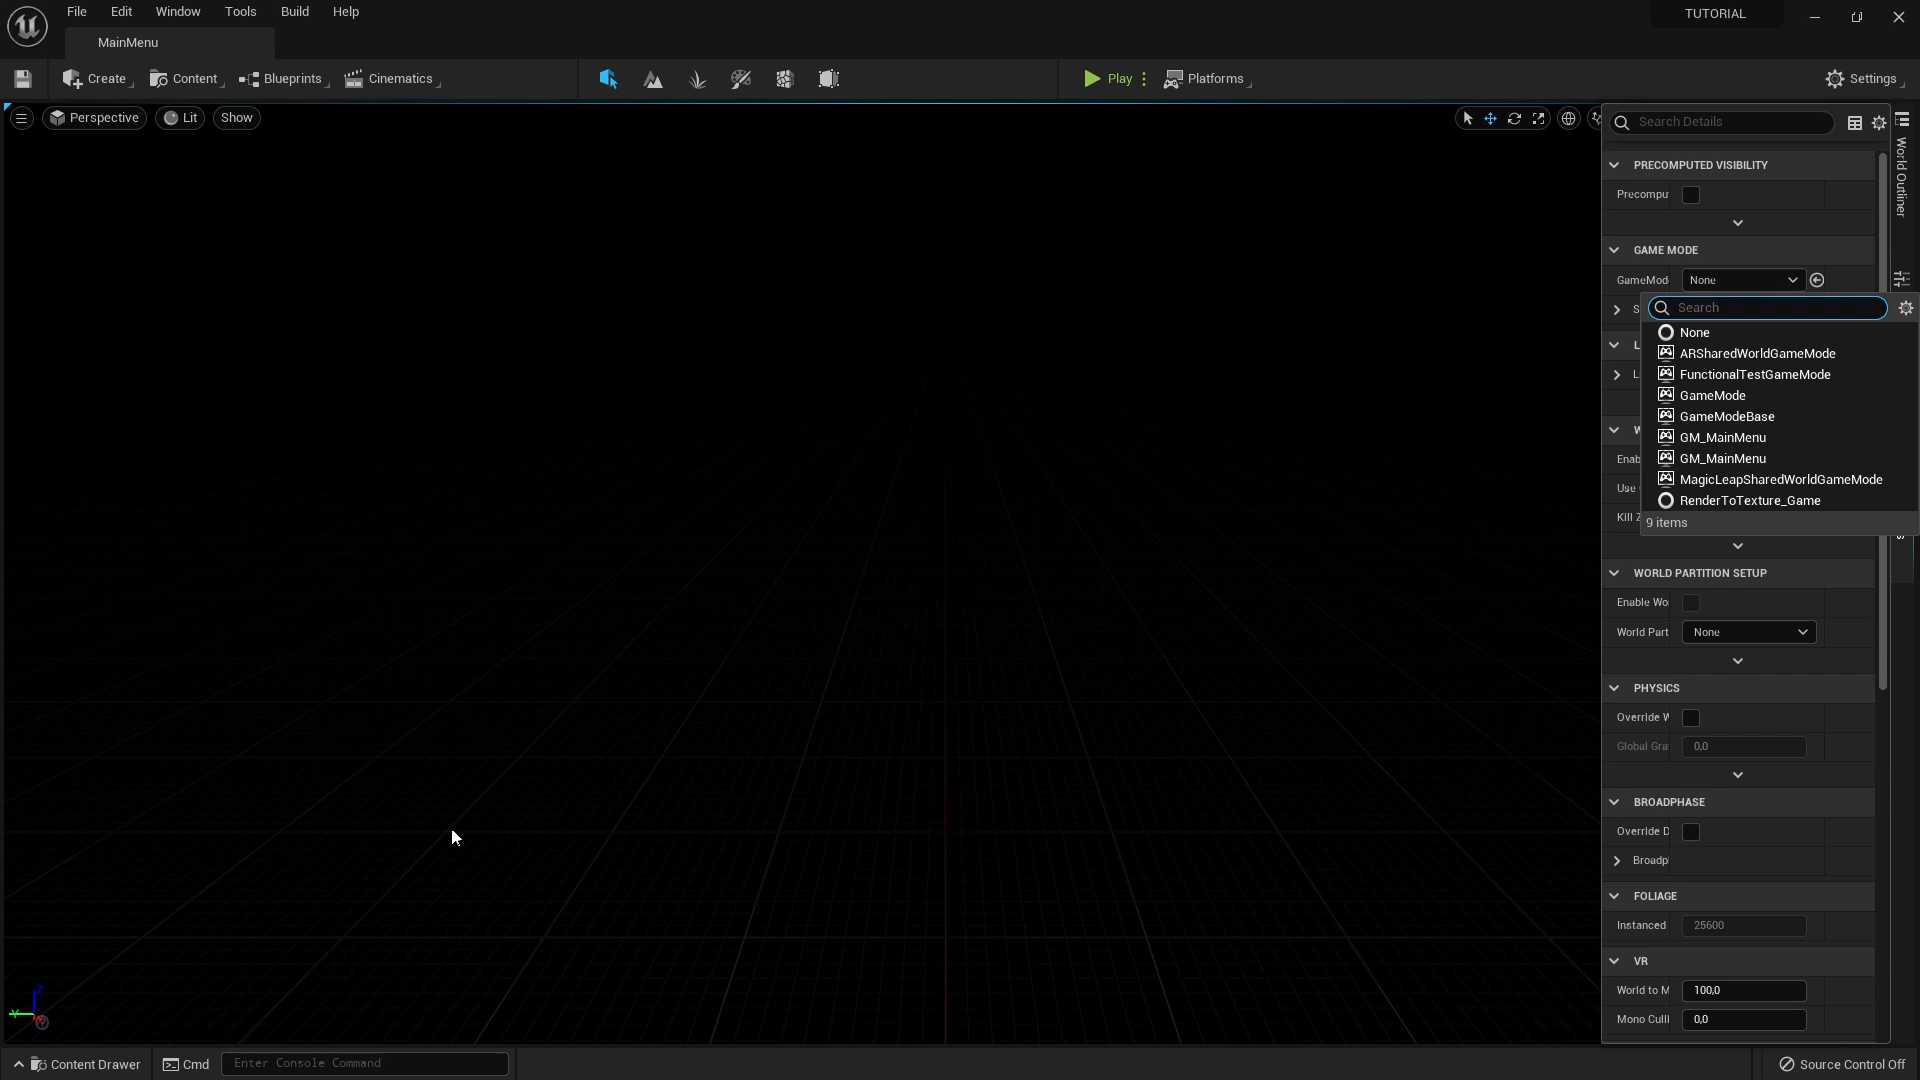 File Edit Window Tools Build Help
TUTORIAL
MainMenu
Create Content Blueprints Cinematics Play Platforms Settings
Perspective Lit Show
Search Details
World Outliner
PRECOMPUTED VISIBILITY
Precompu
GAME MODE
GameMod None
Search
S
None
L
ARSharedWorldGameMode
L
FunctionalTestGameMode
GameMode
GameModeBase
W
GM_MainMenu
Enab
GM_MainMenu
Use
MagicLeapSharedWorldGameMode
Kill Z
RenderToTexture_Game
9 items
WORLD PARTITION SETUP
Enable Wo
World Part None
PHYSICS
Override W
Global Gra 0,0
BROADPHASE
Override D
Broadp
FOLIAGE
Instanced 25600
VR
World to M 100,0
Mono Culli 0,0
Z
Y
Content Drawer Cmd Enter Console Command Source Control Off